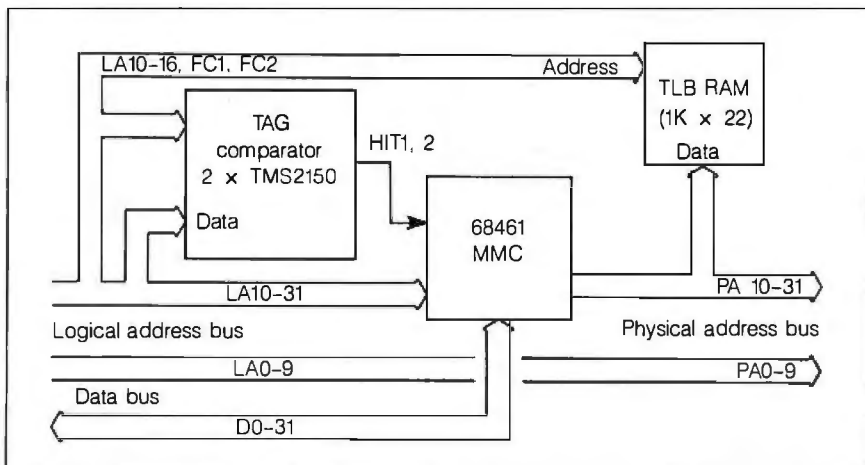 LA10-16, FC1, FC2
Address
TLB RAM
(1K × 22)
Data
TAG
comparator
2 × TMS2150
Data
HIT1, 2
68461
MMC
LA10-31
PA 10-31
Logical address bus
Physical address bus
LA0-9
PA0-9
Data bus
D0-31